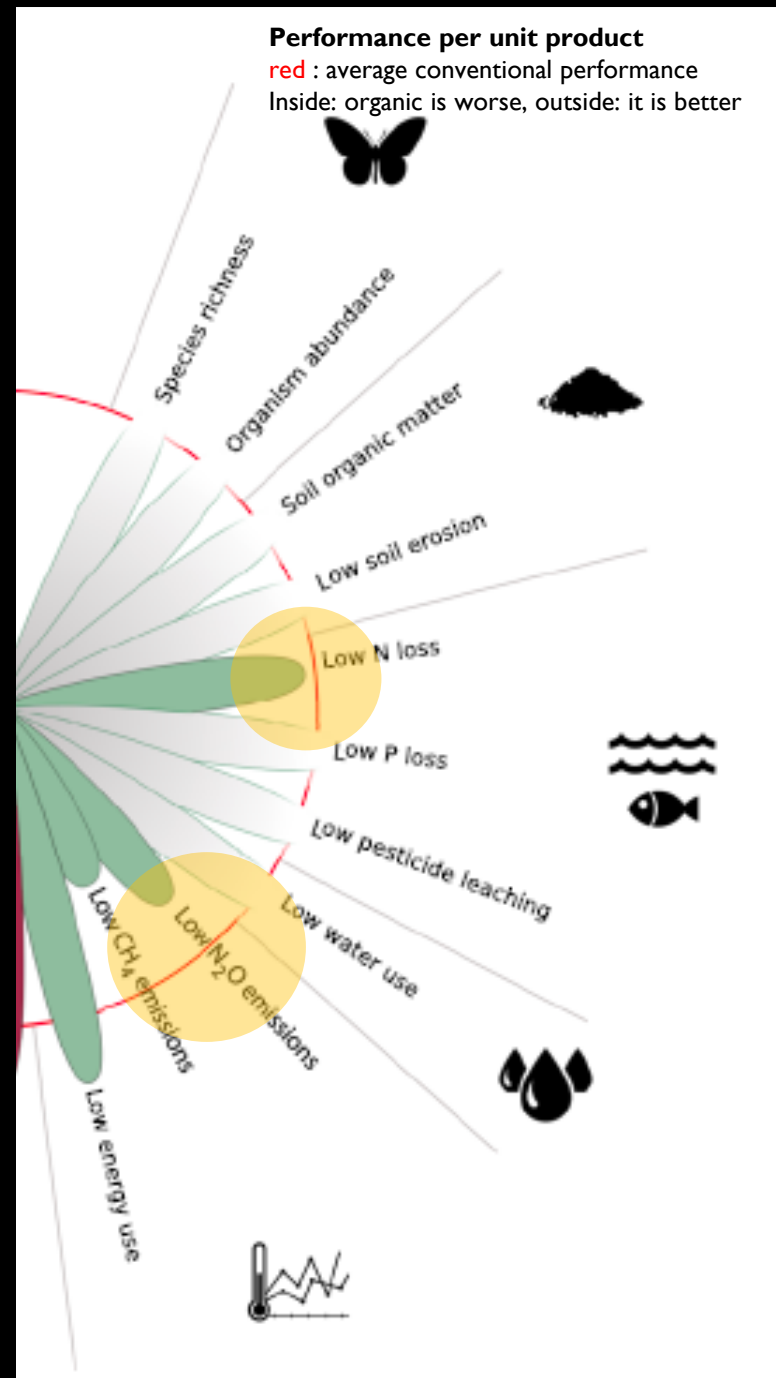 Performance per unit product
red : average conventional performance
Inside: organic is worse, outside: it is better
Species richness
Organism abundance
Soil organic matter
Low soil erosion
Low N loss
Low P loss
Low pesticide leaching
Low water use
Low N₂O emissions
Low CH₄ emissions
Low energy use